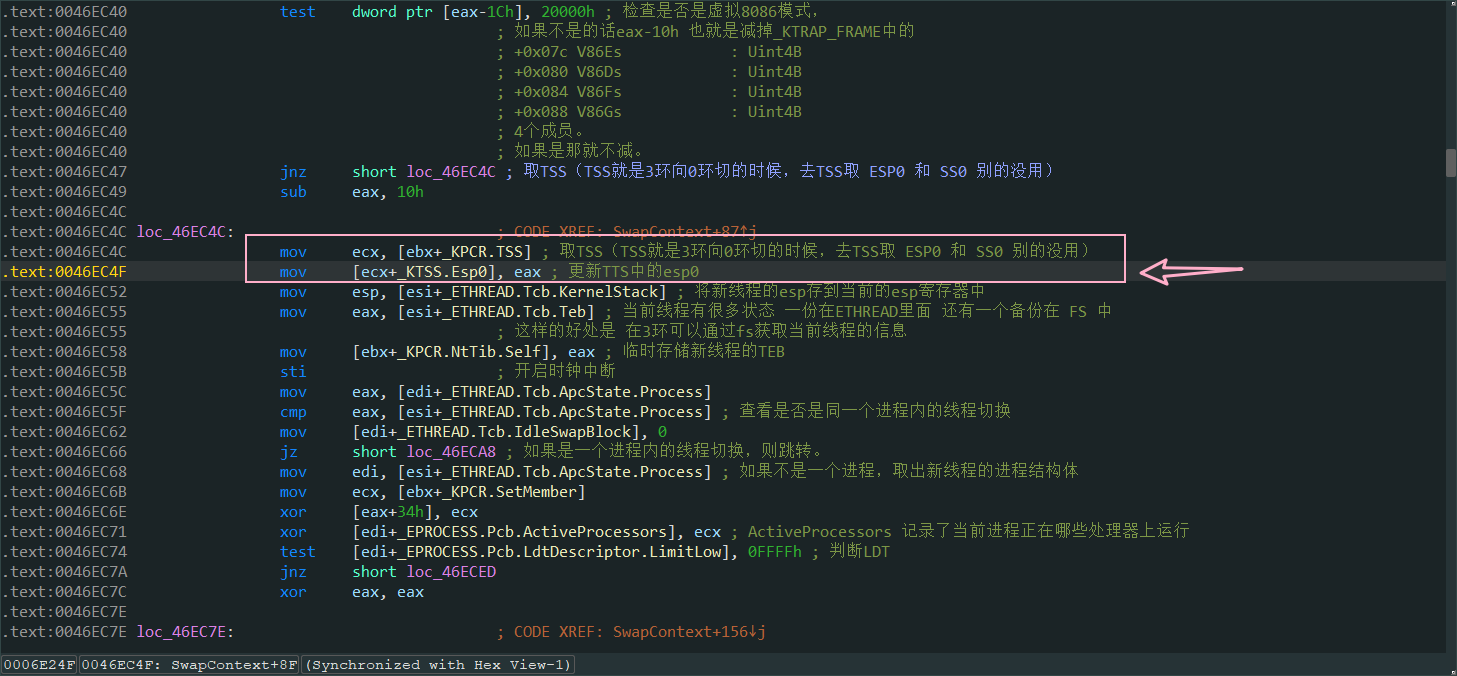 .text:0046EC40 test dword ptr [eax-1Ch], 20000h ; 检查是否是虚拟8086模式，
.text:0046EC40 ; 如果不是的话eax-10h 也就是减掉_KTRAP_FRAME中的
.text:0046EC40 ; +0x07c V86Es : Uint4B
.text:0046EC40 ; +0x080 V86Ds : Uint4B
.text:0046EC40 ; +0x084 V86Fs : Uint4B
.text:0046EC40 ; +0x088 V86Gs : Uint4B
.text:0046EC40 ; 4个成员。
.text:0046EC40 ; 如果是那就不减。
.text:0046EC47 jnz short loc_46EC4C ; 取TSS（TSS就是3环向0环切的时候，去TSS取 ESP0 和 SS0 别的没用）
.text:0046EC49 sub eax, 10h
.text:0046EC4C
.text:0046EC4C loc_46EC4C: ; CODE XREF: SwapContext+87↑j
.text:0046EC4C mov ecx, [ebx+_KPCR.TSS] ; 取TSS（TSS就是3环向0环切的时候，去TSS取 ESP0 和 SS0 别的没用）
.text:0046EC4F mov [ecx+_KTSS.Esp0], eax ; 更新TTS中的esp0
.text:0046EC52 mov esp, [esi+_ETHREAD.Tcb.KernelStack] ; 将新线程的esp存到当前的esp寄存器中
.text:0046EC55 mov eax, [esi+_ETHREAD.Tcb.Teb] ; 当前线程有很多状态 一份在ETHREAD里面 还有一个备份在 FS 中
.text:0046EC55 ; 这样的好处是 在3环可以通过fs获取当前线程的信息
.text:0046EC58 mov [ebx+_KPCR.NtTib.Self], eax ; 临时存储新线程的TEB
.text:0046EC5B sti ; 开启时钟中断
.text:0046EC5C mov eax, [edi+_ETHREAD.Tcb.ApcState.Process]
.text:0046EC5F cmp eax, [esi+_ETHREAD.Tcb.ApcState.Process] ; 查看是否是同一个进程内的线程切换
.text:0046EC62 mov [edi+_ETHREAD.Tcb.IdleSwapBlock], 0
.text:0046EC66 jz short loc_46ECA8 ; 如果是一个进程内的线程切换，则跳转。
.text:0046EC68 mov edi, [esi+_ETHREAD.Tcb.ApcState.Process] ; 如果不是一个进程，取出新线程的进程结构体
.text:0046EC6B mov ecx, [ebx+_KPCR.SetMember]
.text:0046EC6E xor [eax+34h], ecx
.text:0046EC71 xor [edi+_EPROCESS.Pcb.ActiveProcessors], ecx ; ActiveProcessors 记录了当前进程正在哪些处理器上运行
.text:0046EC74 test [edi+_EPROCESS.Pcb.LdtDescriptor.LimitLow], 0FFFFh ; 判断LDT
.text:0046EC7A jnz short loc_46ECED
.text:0046EC7C xor eax, eax
.text:0046EC7E
.text:0046EC7E loc_46EC7E: ; CODE XREF: SwapContext+156↓j
0006E24F 0046EC4F: SwapContext+8F (Synchronized with Hex View-1)